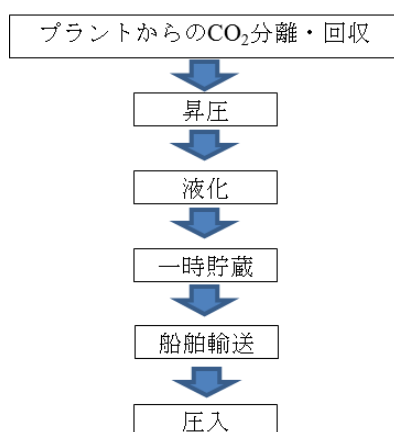 プラントからのCO₂分離・回収
昇圧
液化
一時貯蔵
船舶輸送
圧入